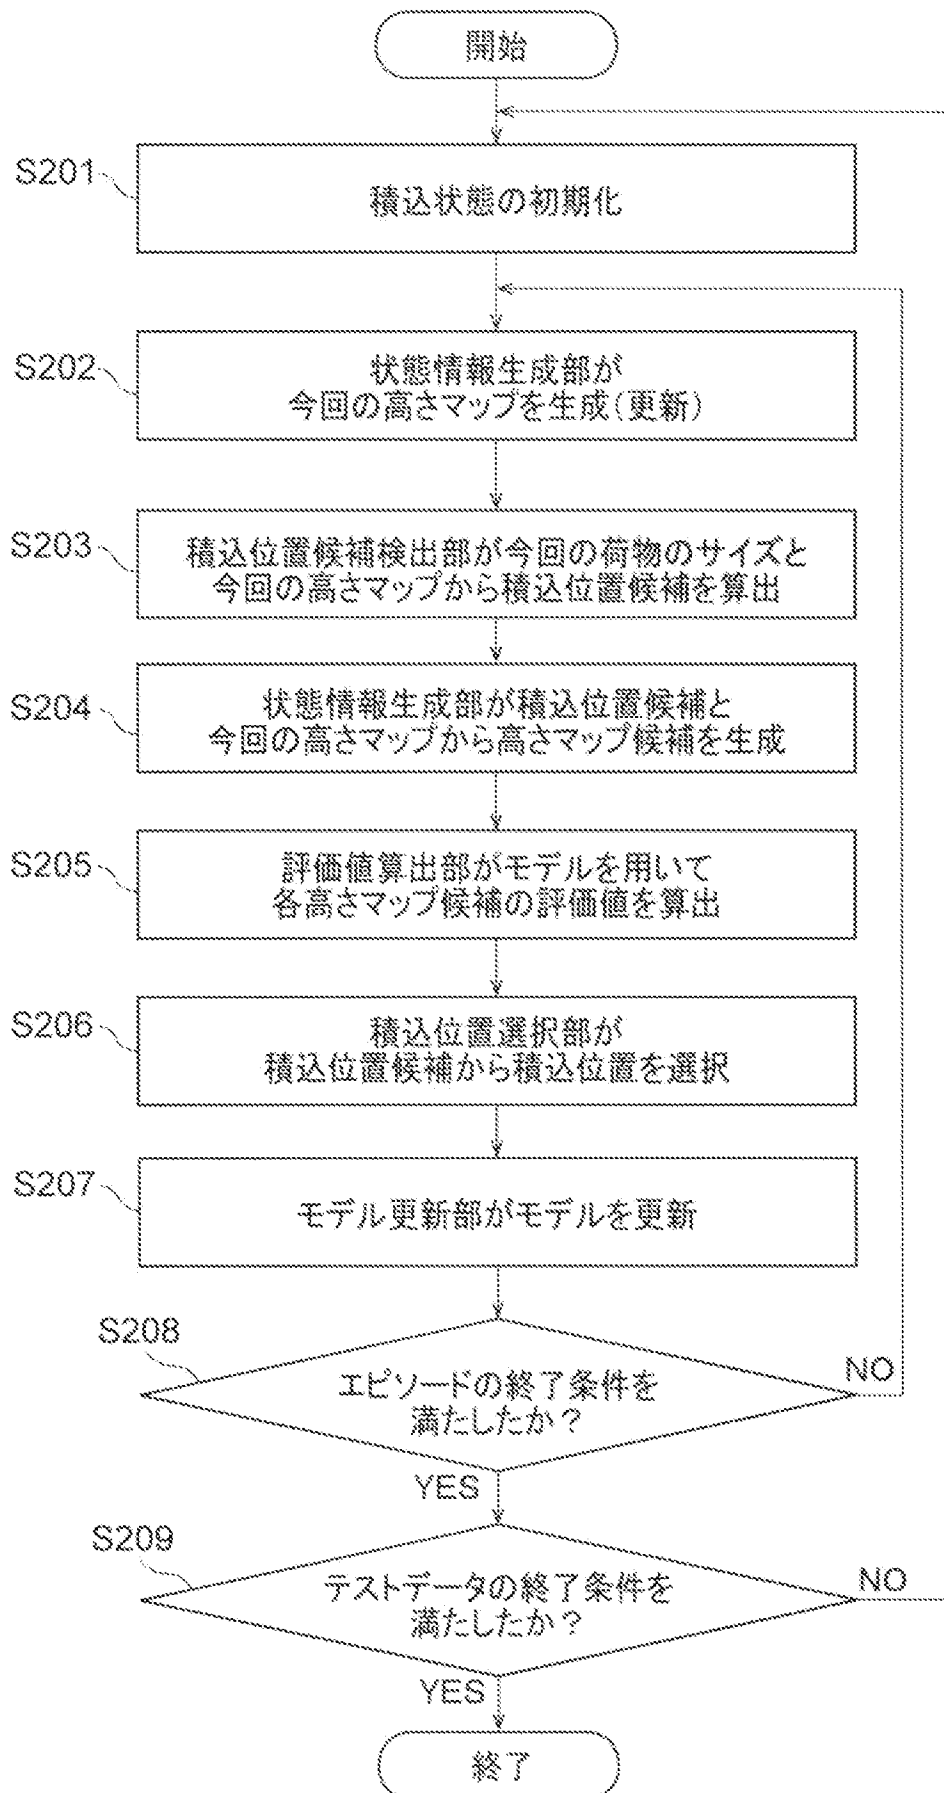 開始
S201
積込状態の初期化
S202
状態情報生成部が
今回の高さマップを生成(更新)
S203
積込位置候補検出部が今回の荷物のサイズと
今回の高さマップから積込位置候補を算出
S204
状態情報生成部が積込位置候補と
今回の高さマップから高さマップ候補を生成
S205
評価値算出部がモデルを用いて
各高さマップ候補の評価値を算出
S206
積込位置選択部が
積込位置候補から積込位置を選択
S207
モデル更新部がモデルを更新
S208
エピソードの終了条件を
満たしたか?
NO
YES
S209
テストデータの終了条件を
満たしたか?
NO
YES
終了